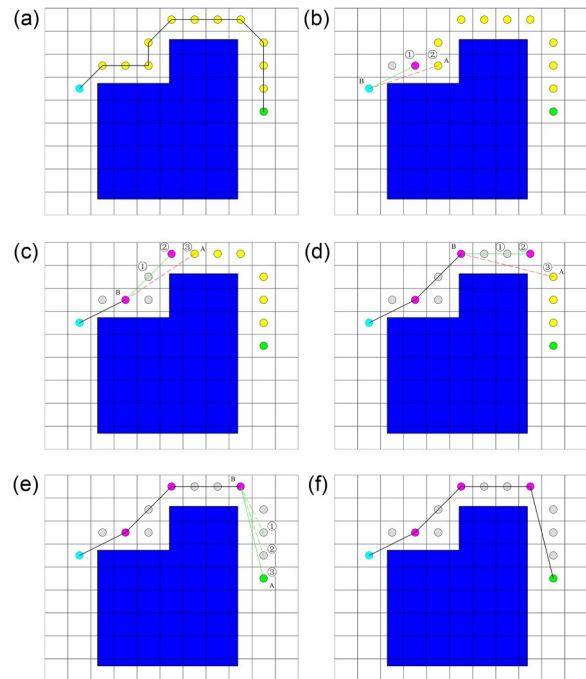 (a)
(b)
① ② A
B
(c)
② ③ A
①
B
(d)
B ① ②
③ A
(e)
B
①
②
③
A
(f)